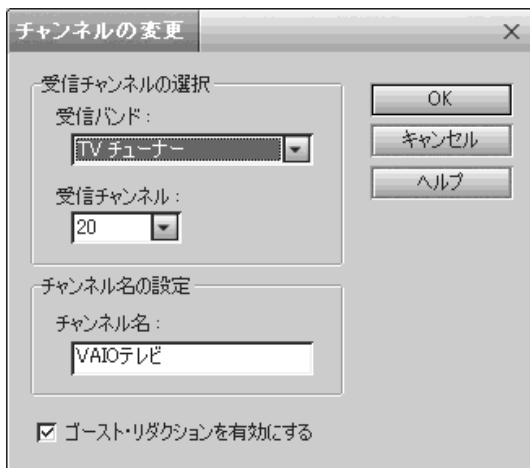 チャンネルの変更
受信チャンネルの選択
受信バンド:
TV チューナー
受信チャンネル:
20
チャンネル名の設定
チャンネル名:
VAIOテレビ
ゴースト・リダクションを有効にする
OK
キャンセル
ヘルプ